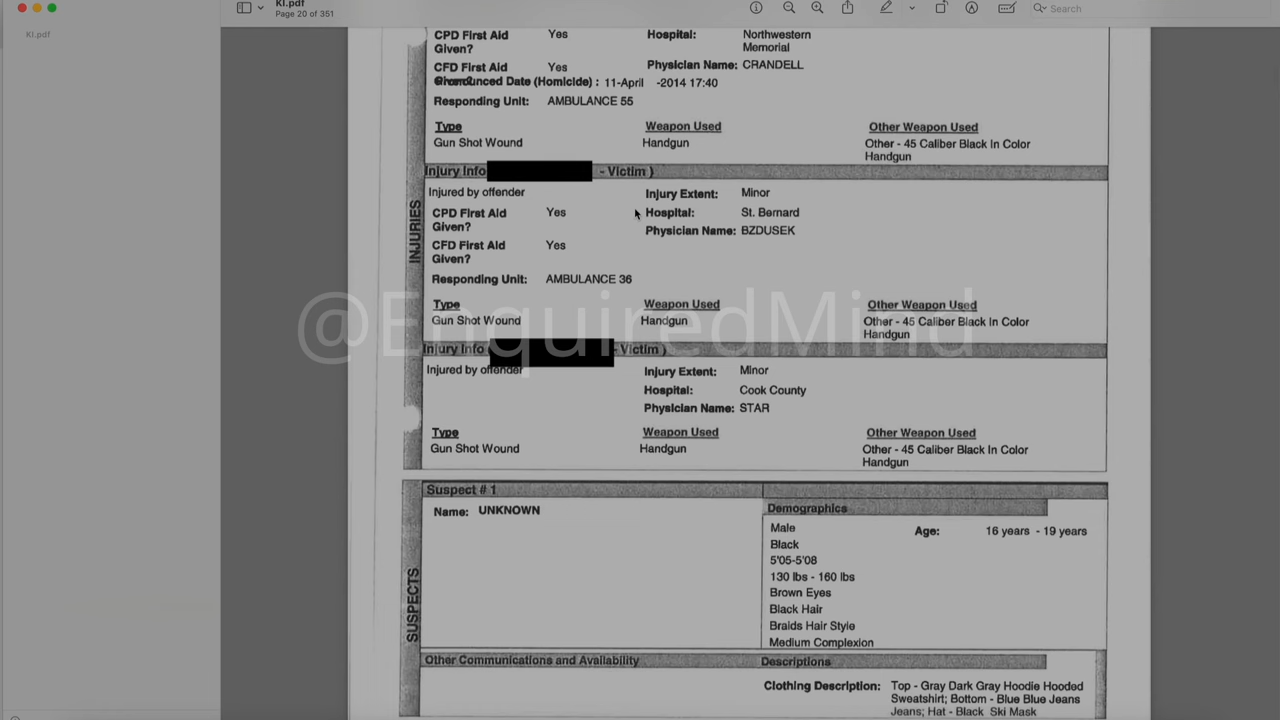 KI.pdf
Page 20 of 351
Search
KI.pdf
CPD First Aid Given? Yes Hospital: Northwestern Memorial
CFD First Aid Yes Physician Name: CRANDELL
Pronounced Date (Homicide) : 11-April -2014 17:40
Responding Unit: AMBULANCE 55
Type Weapon Used Other Weapon Used
Gun Shot Wound Handgun Other - 45 Caliber Black In Color
Handgun
INJURIES
Injury Info - Victim )
Injured by offender Injury Extent: Minor
CPD First Aid Yes Hospital: St. Bernard
Given? Physician Name: BZDUSEK
CFD First Aid Yes
Given?
Responding Unit: AMBULANCE 36
Type Weapon Used Other Weapon Used
Gun Shot Wound Handgun Other - 45 Caliber Black In Color
Handgun
@EnquiredMind
Injury Info ( - Victim )
Injured by offender Injury Extent: Minor
Hospital: Cook County
Physician Name: STAR
Type Weapon Used Other Weapon Used
Gun Shot Wound Handgun Other - 45 Caliber Black In Color
Handgun
SUSPECTS
Suspect # 1
Name: UNKNOWN Demographics
Male Age: 16 years - 19 years
Black
5'05-5'08
130 lbs - 160 lbs
Brown Eyes
Black Hair
Braids Hair Style
Medium Complexion
Other Communications and Availability Descriptions
Clothing Description: Top - Gray Dark Gray Hoodie Hooded
Sweatshirt; Bottom - Blue Blue Jeans
Jeans; Hat - Black Ski Mask